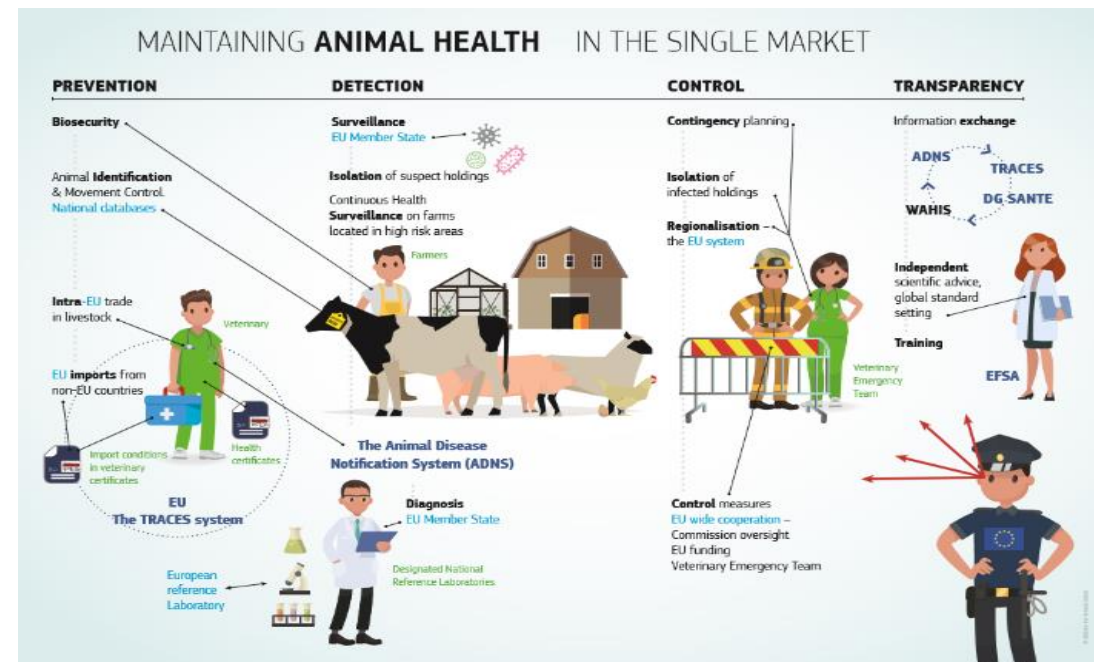 MAINTAINING ANIMAL HEALTH IN THE SINGLE MARKET
PREVENTION
Biosecurity
Animal Identification
& Movement Control.
National databases
Intra-EU trade
in livestock
Veterinary
EU imports from
non-EU countries
Import conditions
in veterinary
certificates
Health
certificates
EU
The TRACES system
DETECTION
Surveillance
EU Member State
Isolation of suspect holdings
Continuous Health
Surveillance on farms
located in high risk areas
Farmers
The Animal Disease
Notification System (ADNS)
Diagnosis
EU Member State
Designated National
Reference Laboratories
European
reference
Laboratory
CONTROL
Contingency planning
Isolation of
infected holdings
Regionalisation –
the EU system
Veterinary
Emergency
Team
Control measures
EU wide cooperation –
Commission oversight
EU funding
Veterinary Emergency Team
TRANSPARENCY
Information exchange
ADNS
TRACES
DG SANTE
WAHIS
Independent
scientific advice,
global standard
setting
Training
EFSA